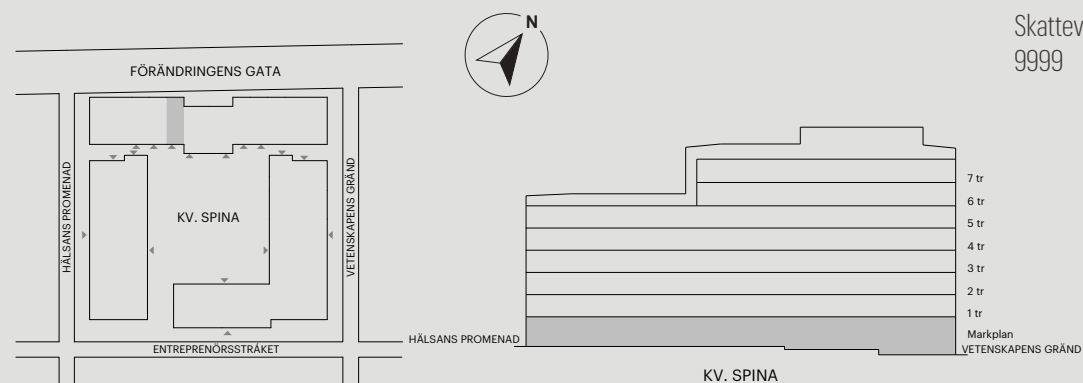 N
Skattev
9999
FÖRÄNDRINGENS GATA
HÄLSANS PROMENAD
VETENSKAPENS GRÄND
KV. SPINA
ENTREPRENÖRSSTRÅKET
7 tr
6 tr
5 tr
4 tr
3 tr
2 tr
1 tr
Markplan
HÄLSANS PROMENAD
VETENSKAPENS GRÄND
KV. SPINA